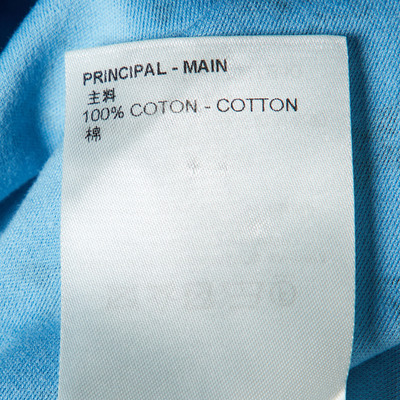 PRINCIPAL - MAIN
主料
100% COTON - COTTON
棉